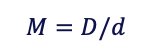 M = D/d